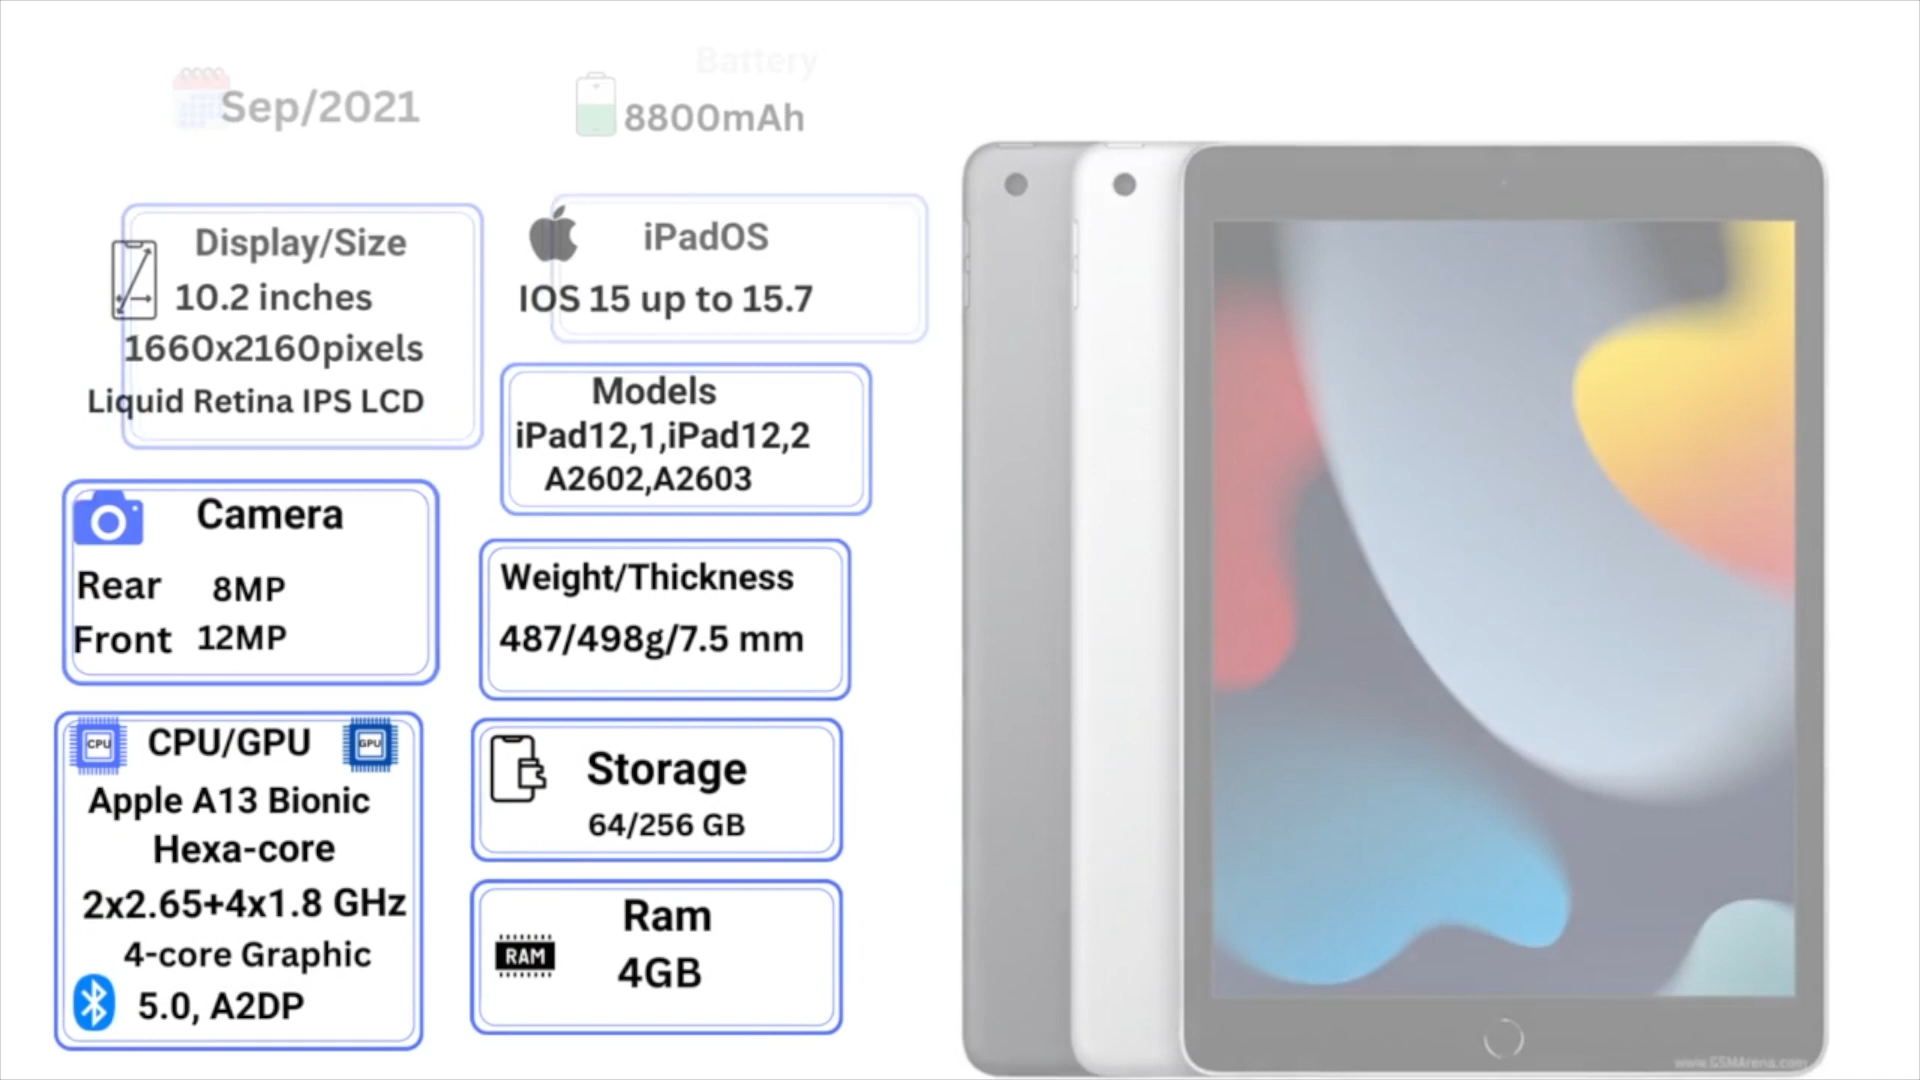 Sep/2021
Battery
8800mAh
Display/Size
10.2 inches
1660x2160pixels
Liquid Retina IPS LCD
iPadOS
IOS 15 up to 15.7
Models
iPad12,1,iPad12,2
A2602,A2603
Camera
Rear 8MP
Front 12MP
Weight/Thickness
487/498g/7.5 mm
CPU
CPU/GPU
GPU
Apple A13 Bionic
Hexa-core
2x2.65+4x1.8 GHz
4-core Graphic
5.0, A2DP
Storage
64/256 GB
Ram
RAM
4GB
www.GSMArena.com